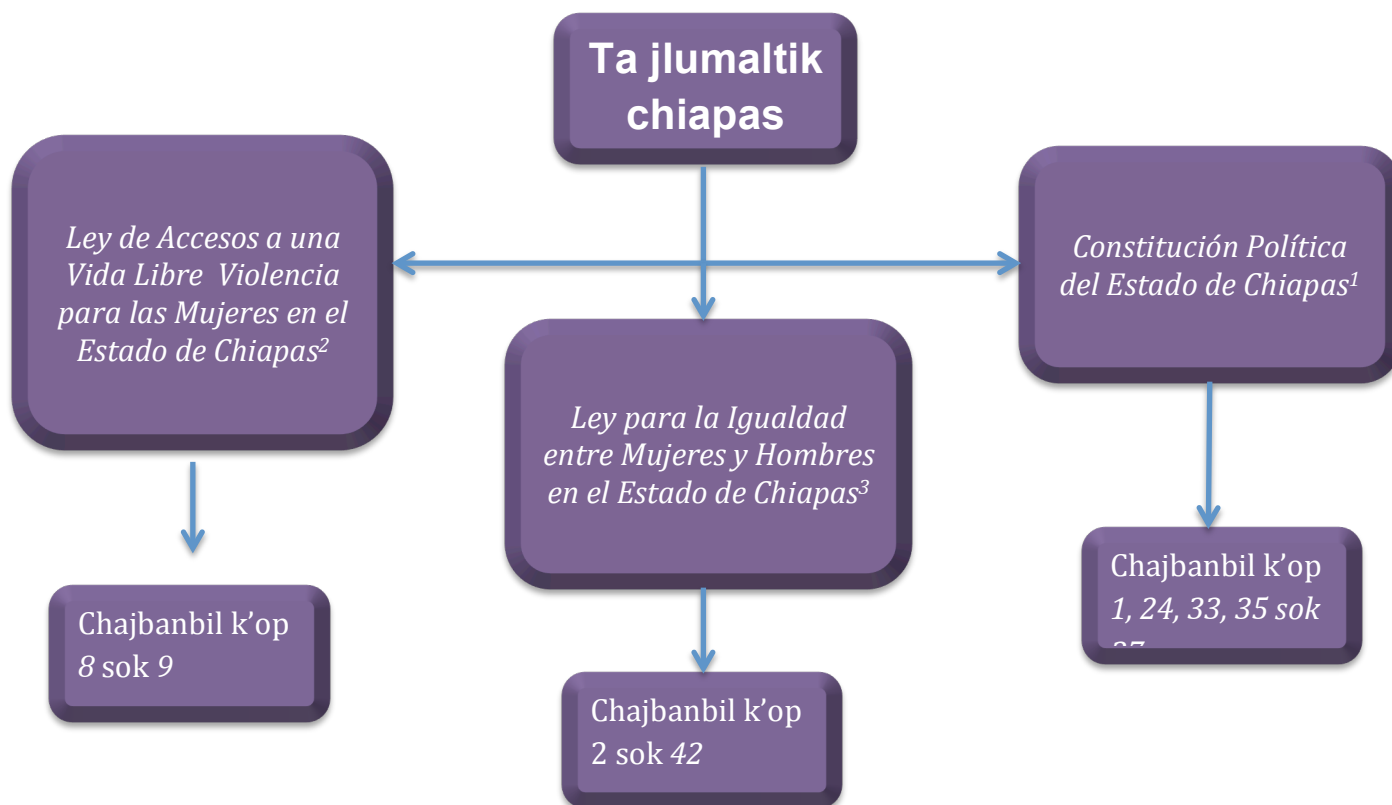 Ta jlumaltik
chiapas
Ley de Accesos a una
Vida Libre Violencia
para las Mujeres en el
Estado de Chiapas²
Constitución Política
del Estado de Chiapas¹
Ley para la Igualdad
entre Mujeres y Hombres
en el Estado de Chiapas³
Chajbanbil k’op
8 sok 9
Chajbanbil k’op
2 sok 42
Chajbanbil k’op
1, 24, 33, 35 sok